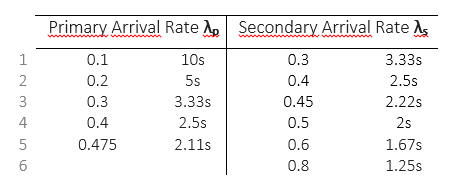 Primary Arrival Rate λp Secondary Arrival Rate λs
1 0.1 10s 0.3 3.33s
2 0.2 5s 0.4 2.5s
3 0.3 3.33s 0.45 2.22s
4 0.4 2.5s 0.5 2s
5 0.475 2.11s 0.6 1.67s
6 0.8 1.25s